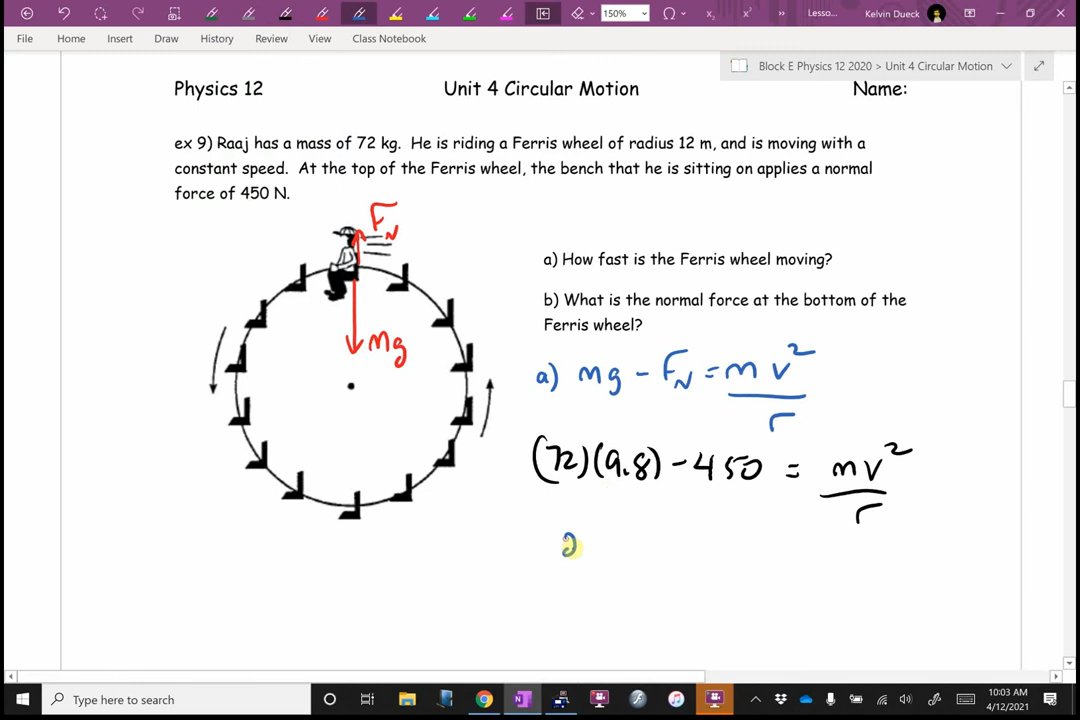 150%
Lesso...
Kelvin Dueck
File
Home
Insert
Draw
History
Review
View
Class Notebook
Block E Physics 12 2020 > Unit 4 Circular Motion
Physics 12
Unit 4 Circular Motion
Name:
ex 9) Raaj has a mass of 72 kg. He is riding a Ferris wheel of radius 12 m, and is moving with a
constant speed. At the top of the Ferris wheel, the bench that he is sitting on applies a normal
force of 450 N.
F_N
mg
a) How fast is the Ferris wheel moving?
b) What is the normal force at the bottom of the
Ferris wheel?
a) mg - F_N = mv²
r
(72)(9.8) - 450 = mv²
r
Type here to search
10:03 AM
4/12/2021